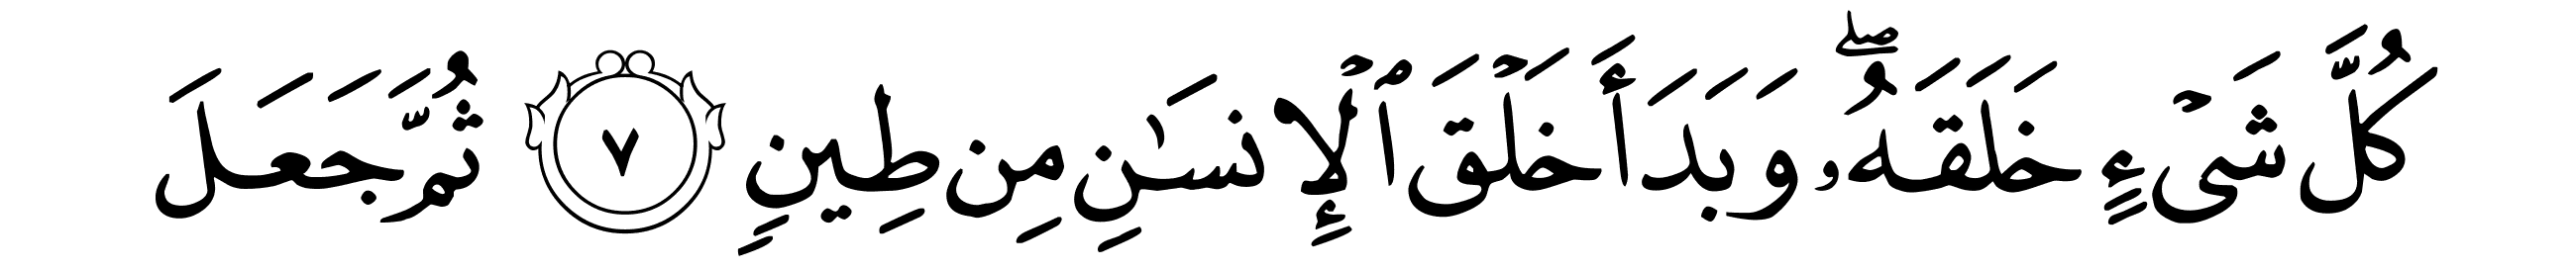 كُلَّ شَىْءٍ خَلَقَهُۥ ۖ وَبَدَأَ خَلْقَ ٱلْإِنسَـٰنِ مِن طِينٍ ٧ ثُمَّ جَعَلَ